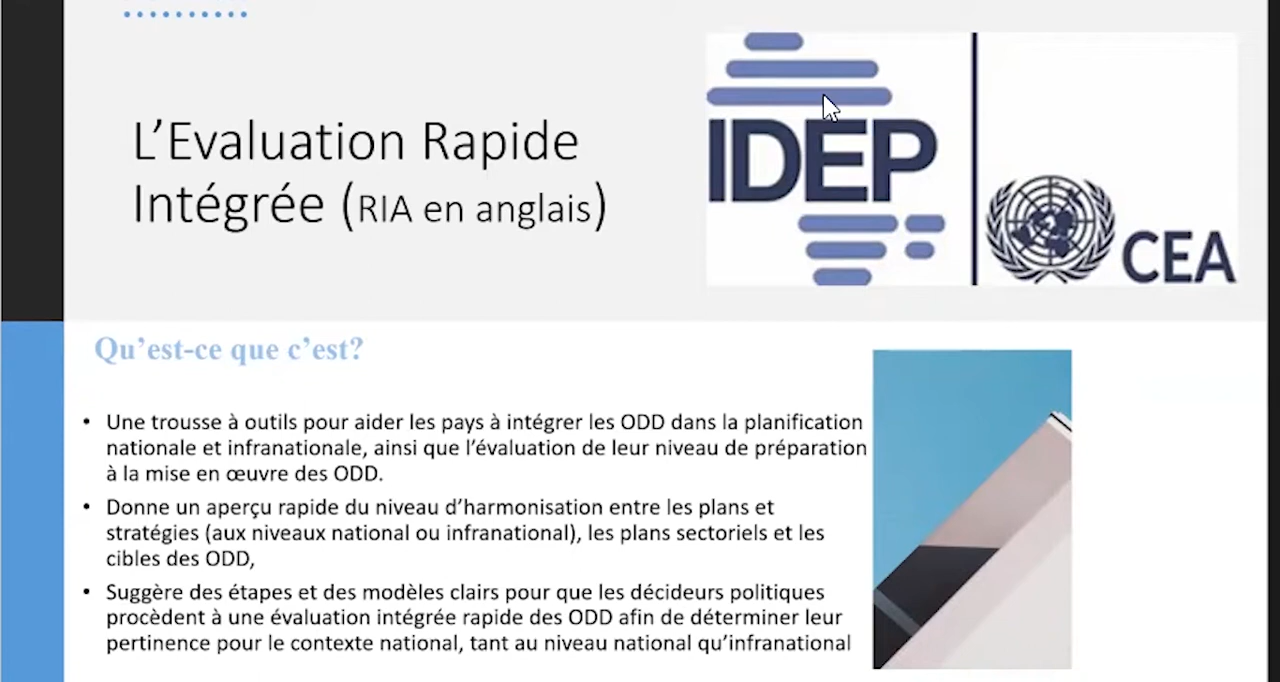 L’Evaluation Rapide
Intégrée (RIA en anglais)
IDEP
CEA
Qu’est-ce que c’est?
• Une trousse à outils pour aider les pays à intégrer les ODD dans la planification
nationale et infranationale, ainsi que l’évaluation de leur niveau de préparation
à la mise en œuvre des ODD.
• Donne un aperçu rapide du niveau d’harmonisation entre les plans et
stratégies (aux niveaux national ou infranational), les plans sectoriels et les
cibles des ODD,
• Suggère des étapes et des modèles clairs pour que les décideurs politiques
procèdent à une évaluation intégrée rapide des ODD afin de déterminer leur
pertinence pour le contexte national, tant au niveau national qu’infranational